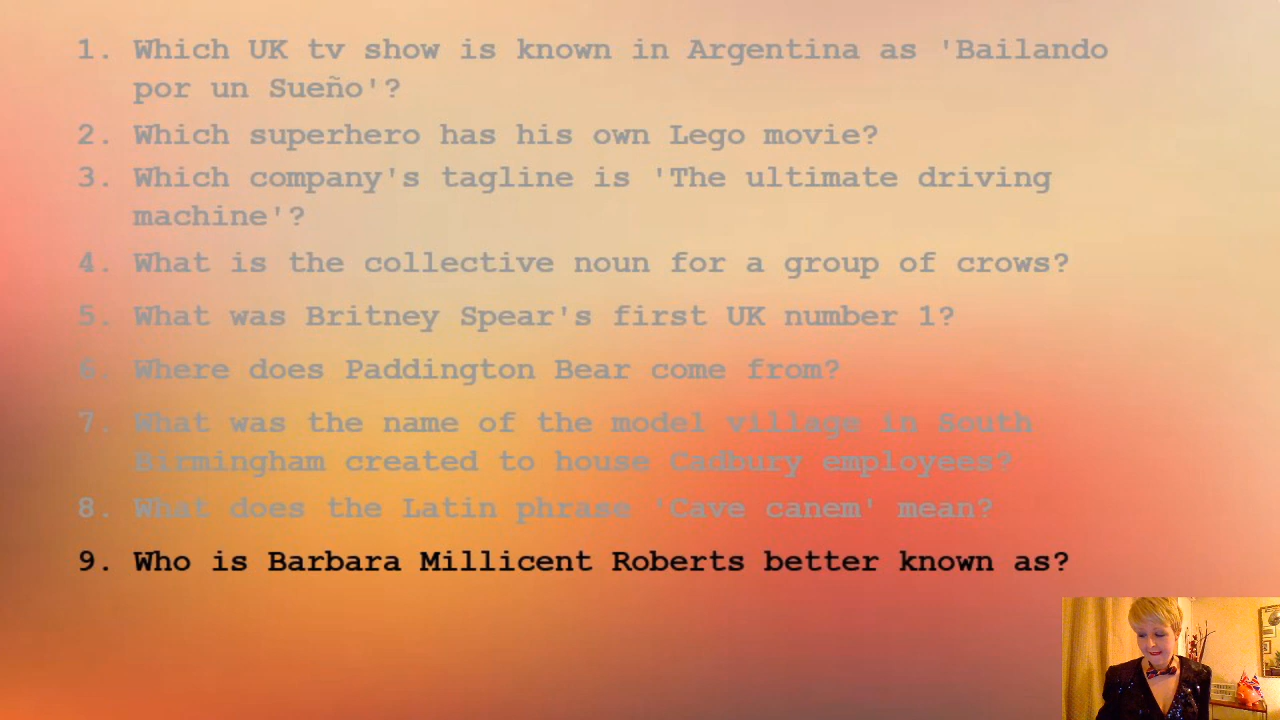 1. Which UK tv show is known in Argentina as 'Bailando
por un Sueño'?
2. Which superhero has his own Lego movie?
3. Which company's tagline is 'The ultimate driving
machine'?
4. What is the collective noun for a group of crows?
5. What was Britney Spear's first UK number 1?
6. Where does Paddington Bear come from?
7. What was the name of the model village in South
Birmingham created to house Cadbury employees?
8. What does the Latin phrase 'Cave canem' mean?
9. Who is Barbara Millicent Roberts better known as?